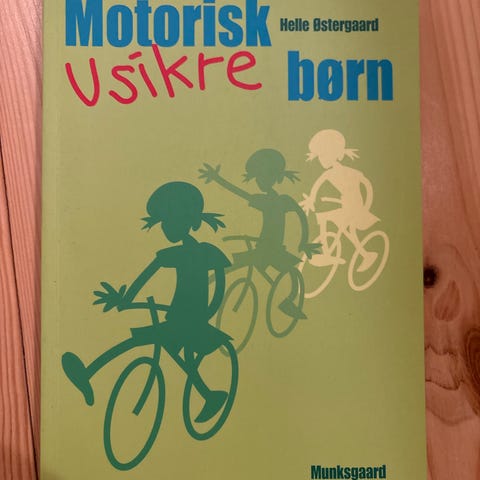 Motorisk
Helle Østergaard
Usikre
børn
Munksgaard